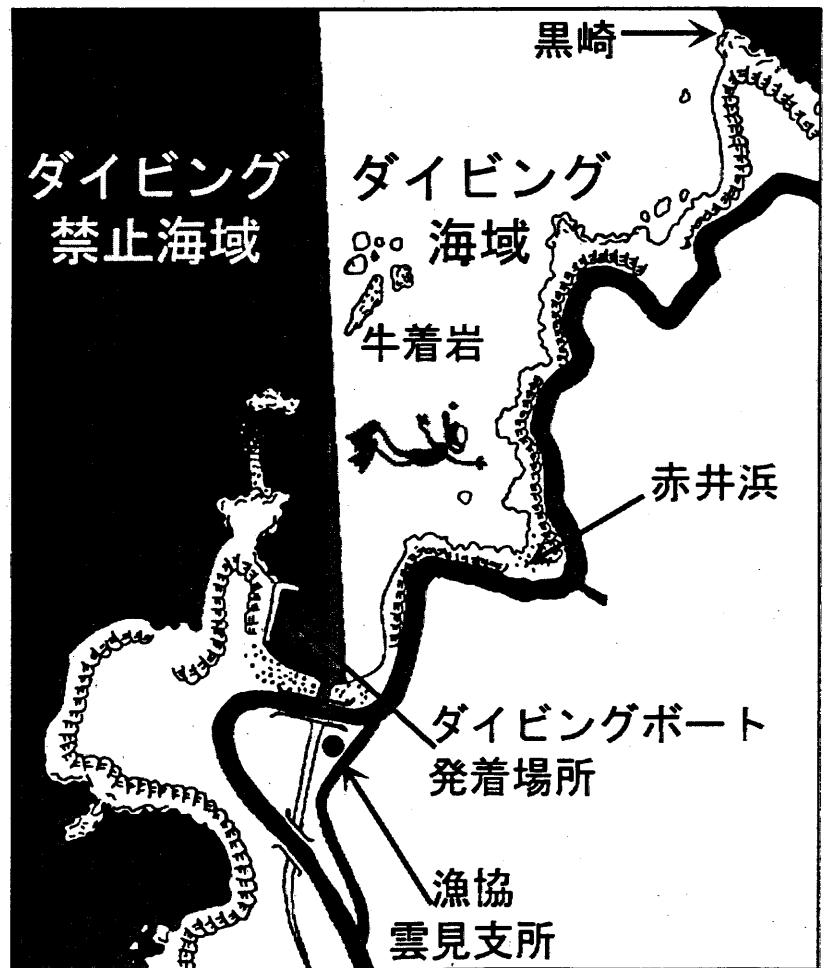 黒崎
ダイビング
禁止海域
ダイビング
海域
牛着岩
赤井浜
ダイビングボート
発着場所
漁協
雲見支所